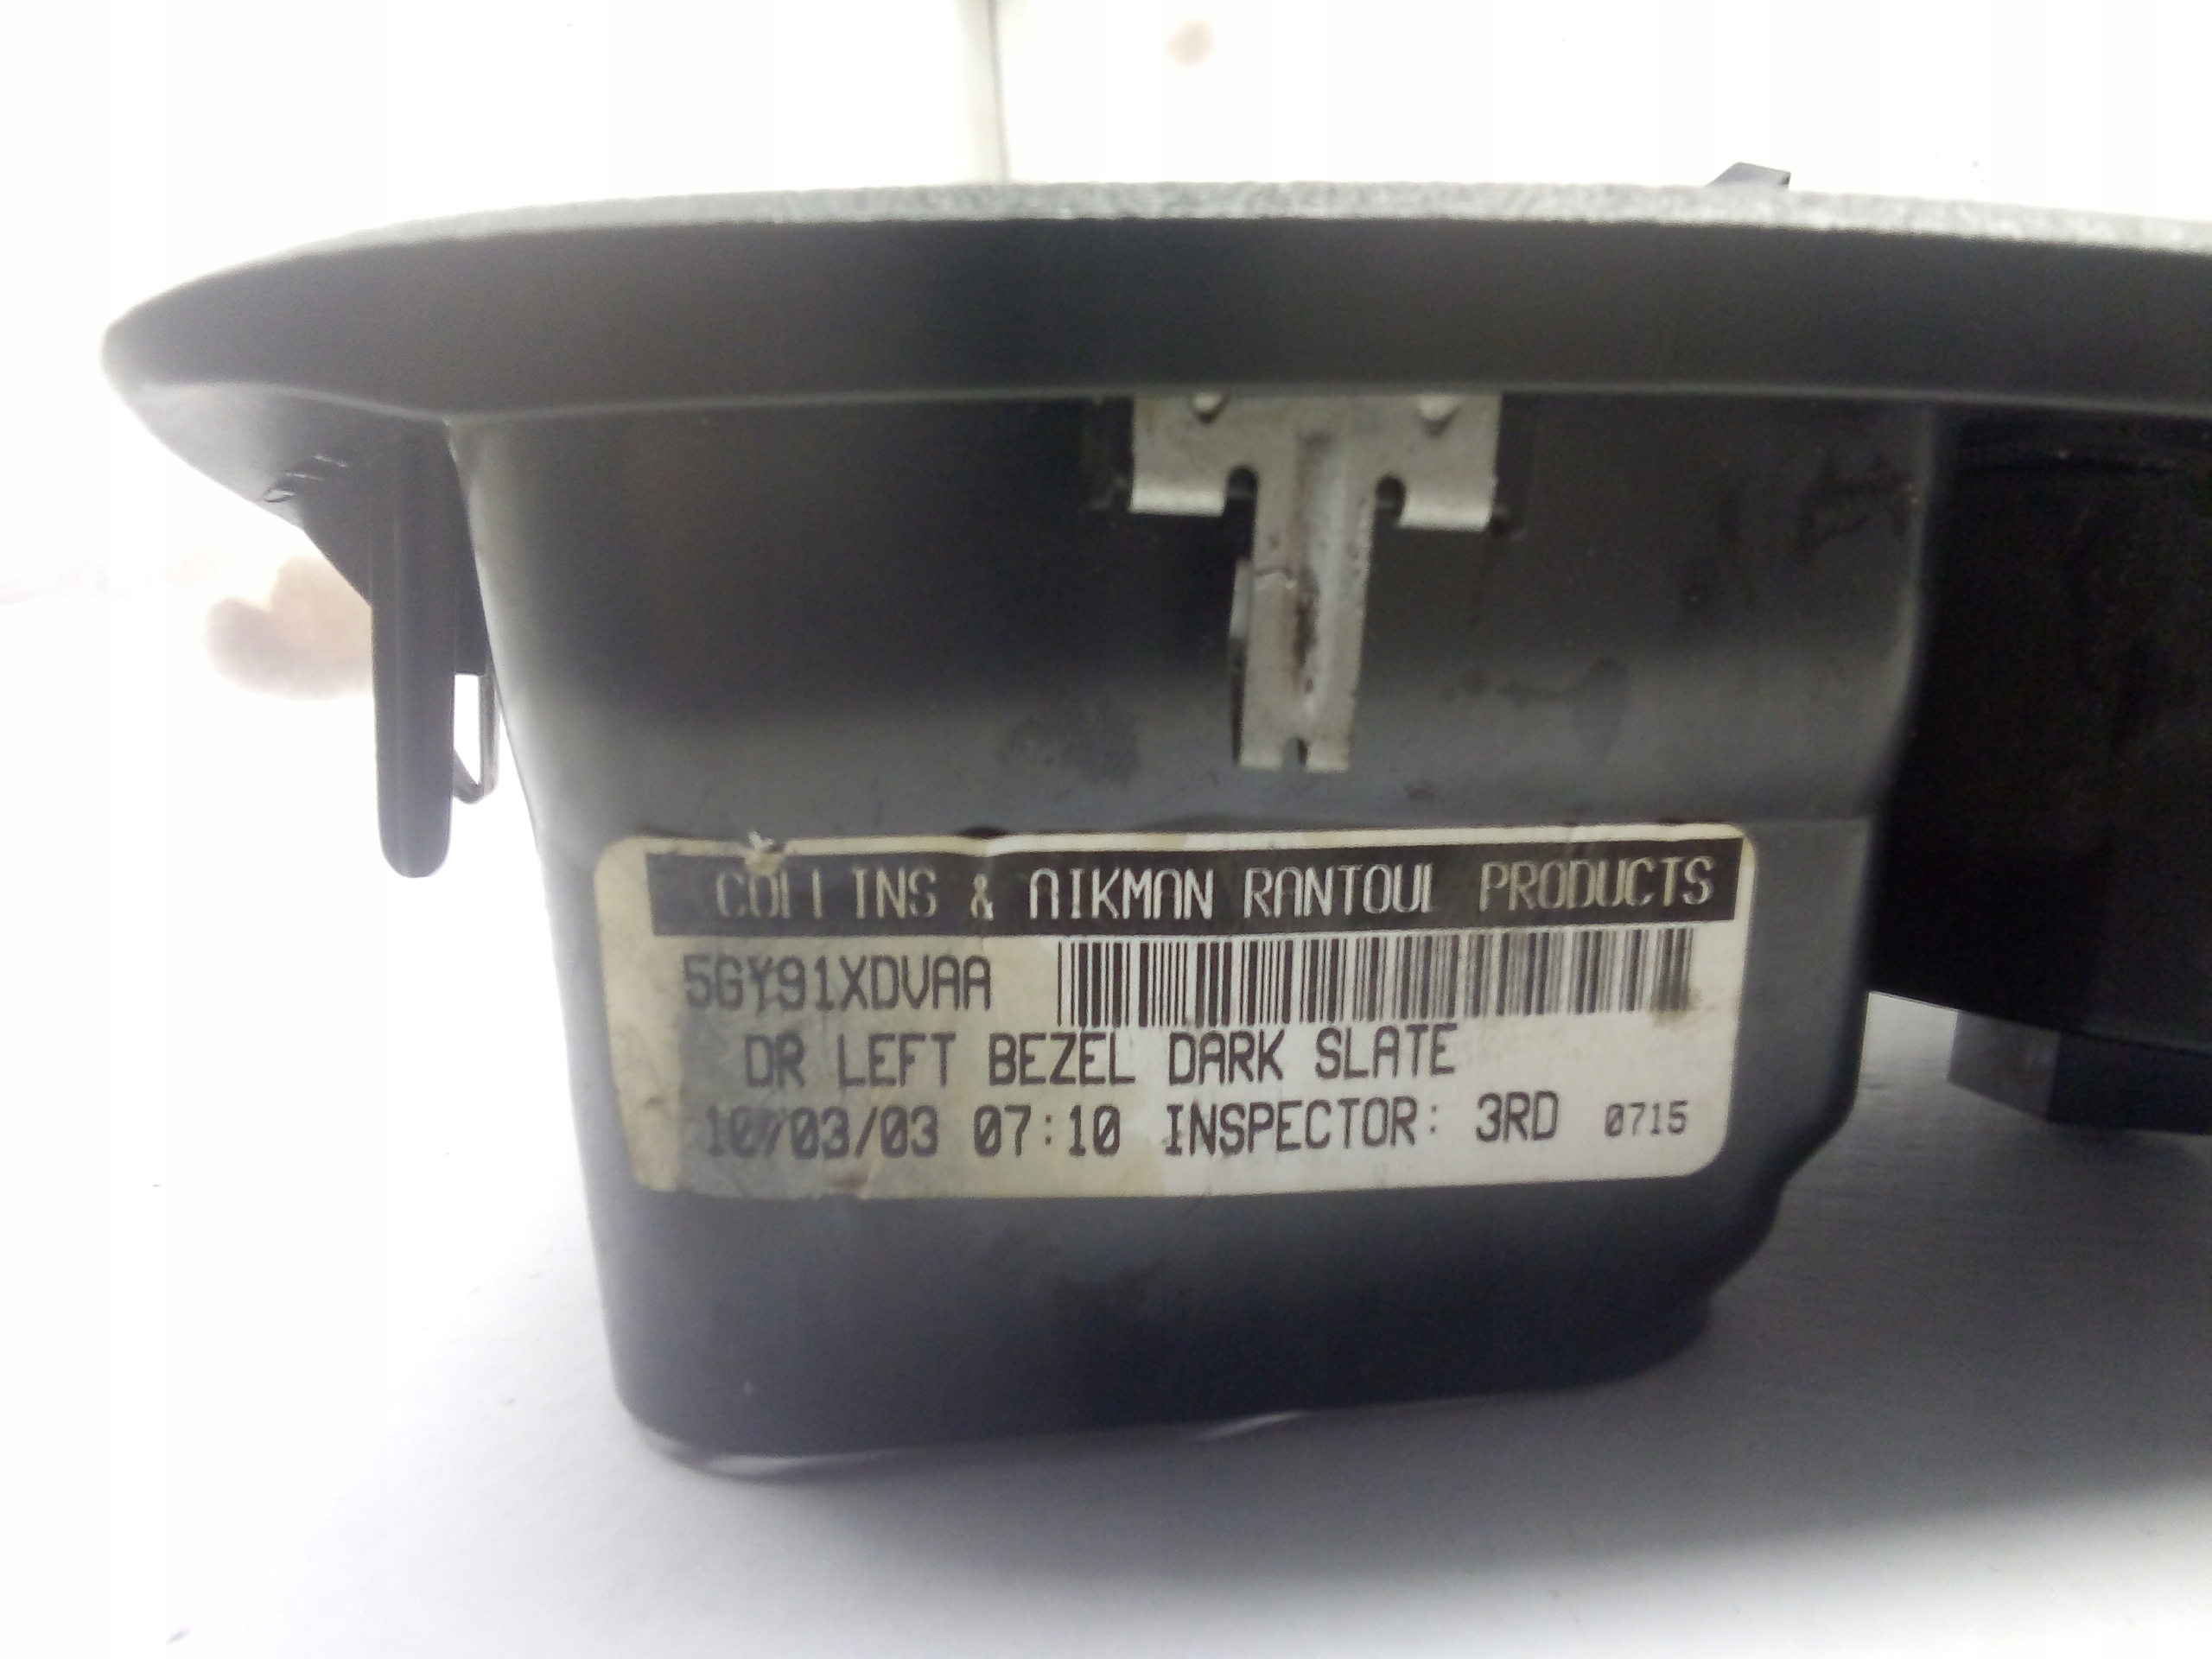 COLLINS & AIKMAN RANTOUL PRODUCTS
5GY91XDVAA
DR LEFT BEZEL DARK SLATE
10/03/03 07:10 INSPECTOR: 3RD 0715